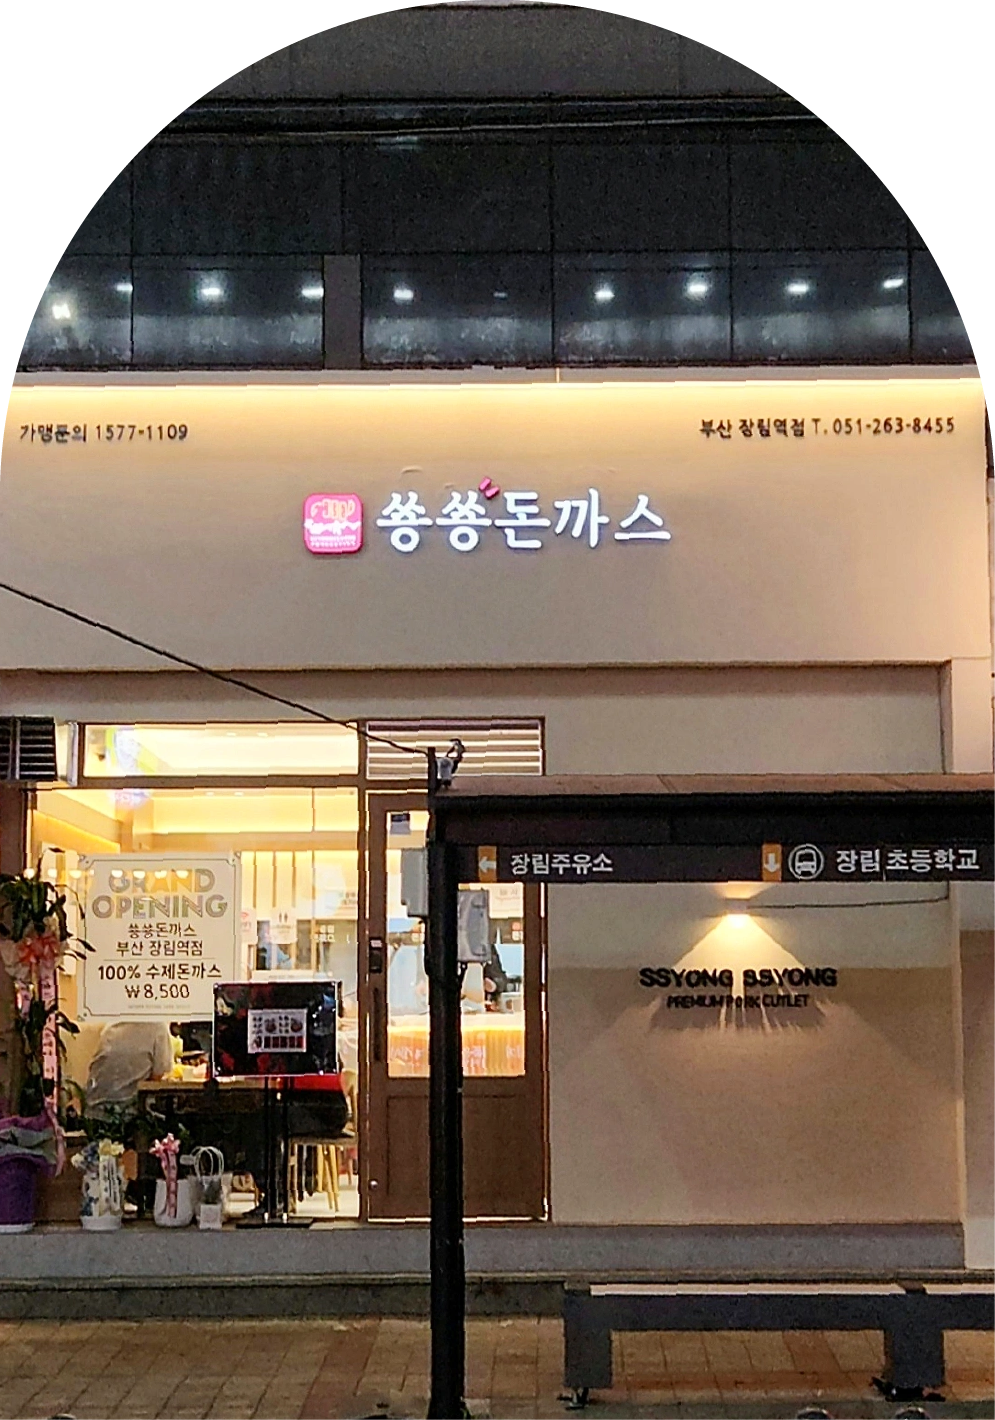 가맹문의 1577-1109
부산 장림역점 T. 051-263-8455
쑝쑝돈까스
장림주유소
장림초등학교
GRAND
OPENING
쑝쑝돈까스
부산 장림역점
100% 수제돈까스
₩8,500
SSYONG SSYONG
PREMIUM PORK CUTLET